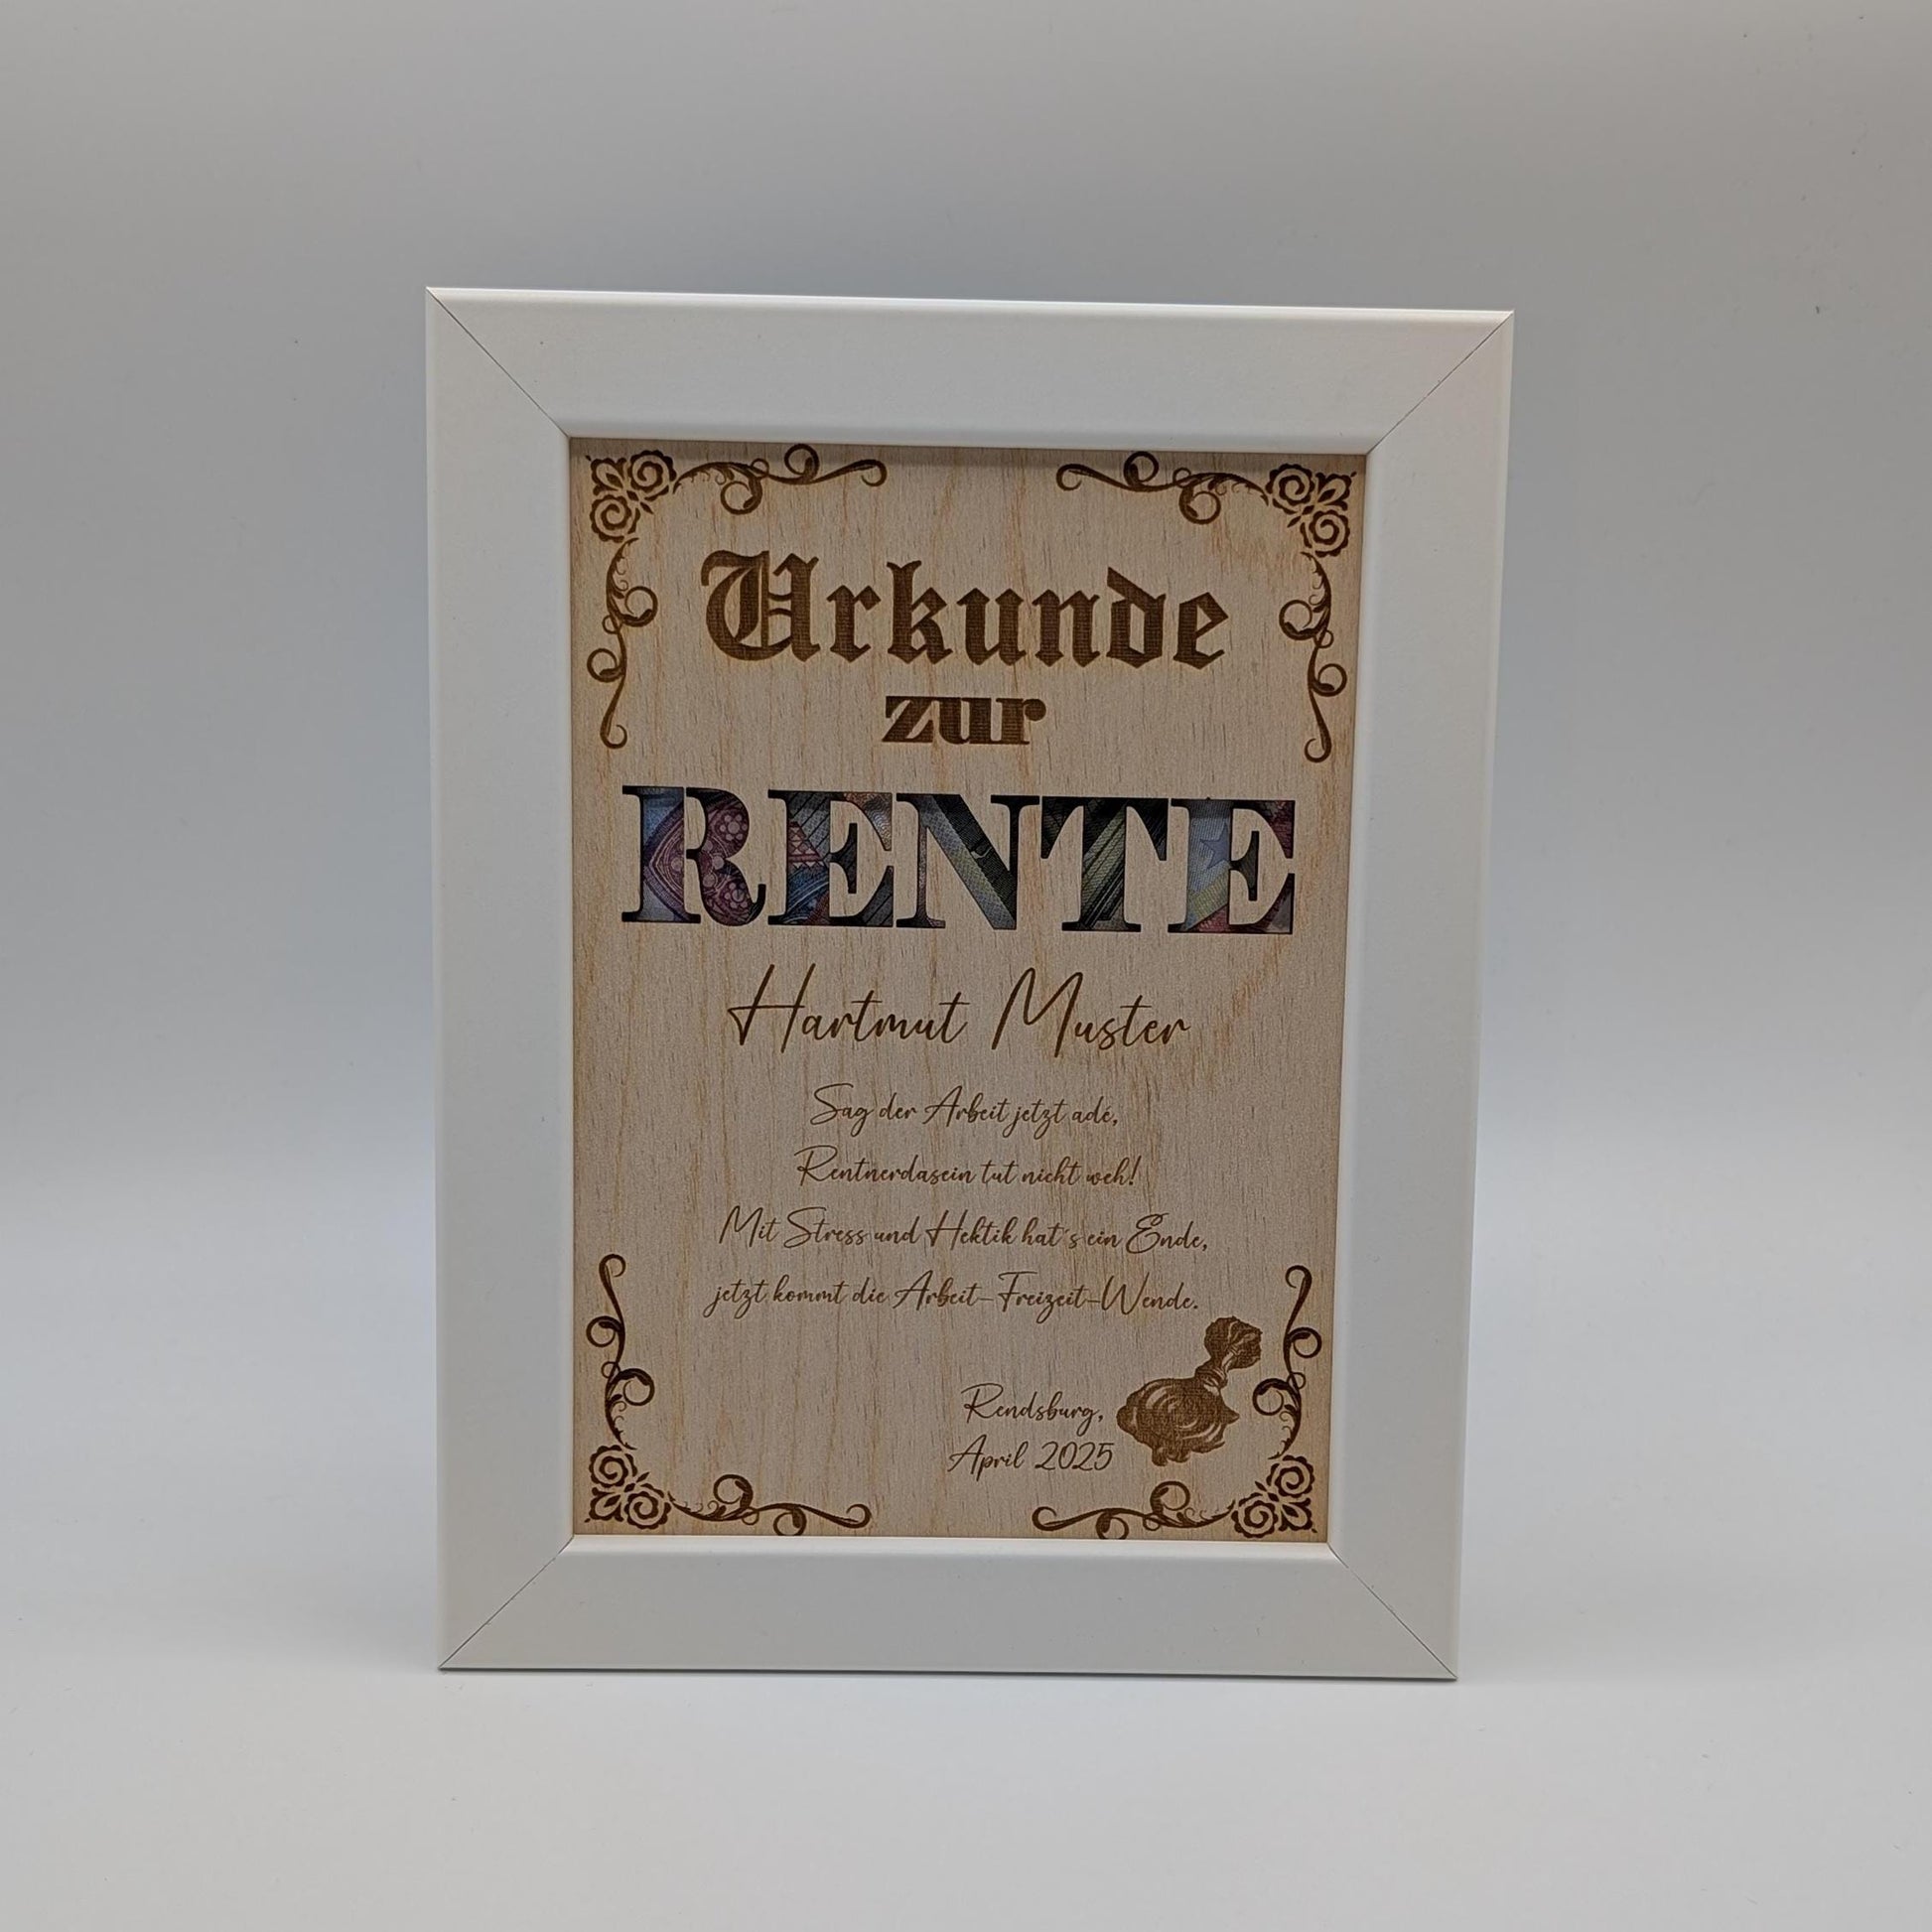 Urkunde
zur
RENTE
Hartmut Muster
Sag der Arbeit jetzt adé,
Rentnerdasein tut nicht weh!
Mit Stress und Hektik hat´s ein Ende,
jetzt kommt die Arbeit-Freizeit-Wende.
Rendsburg,
April 2025